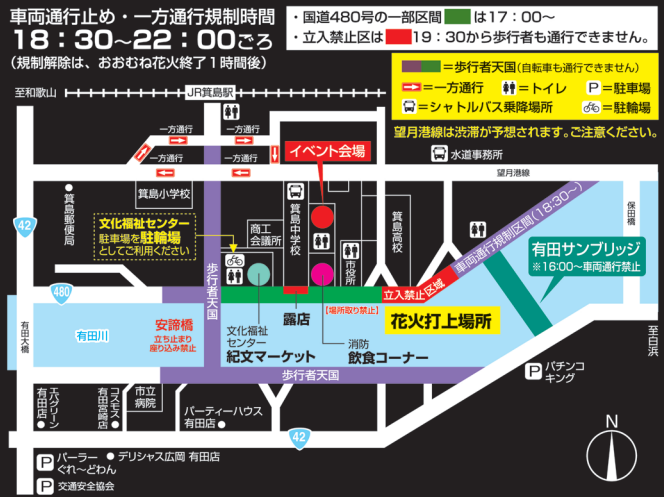 車両通行止め・一方通行規制時間
18：30～22：00ごろ
（規制解除は、おおむね花火終了１時間後）
・国道480号の一部区間 は17：00～
・立入禁止区は 19：30から歩行者も通行できません。
＝歩行者天国（自転車も通行できません）
＝一方通行 ＝トイレ P ＝駐車場
＝シャトルバス乗降場所 ＝駐輪場
望月港線は渋滞が予想されます。ご注意ください。
至和歌山
JR箕島駅
一方通行 一方通行
一方通行 一方通行
イベント会場
水道事務所
望月港線
箕島小学校
箕島郵便局
42
文化福祉センター
駐車場を駐輪場
としてご利用ください
商工
会議所
箕島中学校
市役所
箕島高校
車両通行規制区間（18:30～）
保田橋
有田サンブリッジ
※16:00～車両通行禁止
歩行者天国
480
立入禁止区域
有田大橋
有田川
安諦橋
立ち止まり
座り込み禁止
露店
【場所取り禁止】
花火打上場所
文化福祉
センター
紀文マーケット
消防
飲食コーナー
歩行者天国
至白浜
P パチンコ
キング
エバグリーン
有田店
コスモス
有田宮崎店
市立
病院
パーティーハウス
有田店
42
N
P パーラー
ぐれ〜どわん
デリシャス広岡 有田店
P 交通安全協会